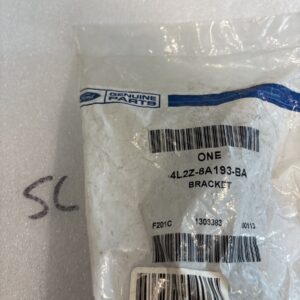 GENUINE
PARTS
ONE
4L2Z-8A193-BA
BRACKET
F201C 1303383
SC